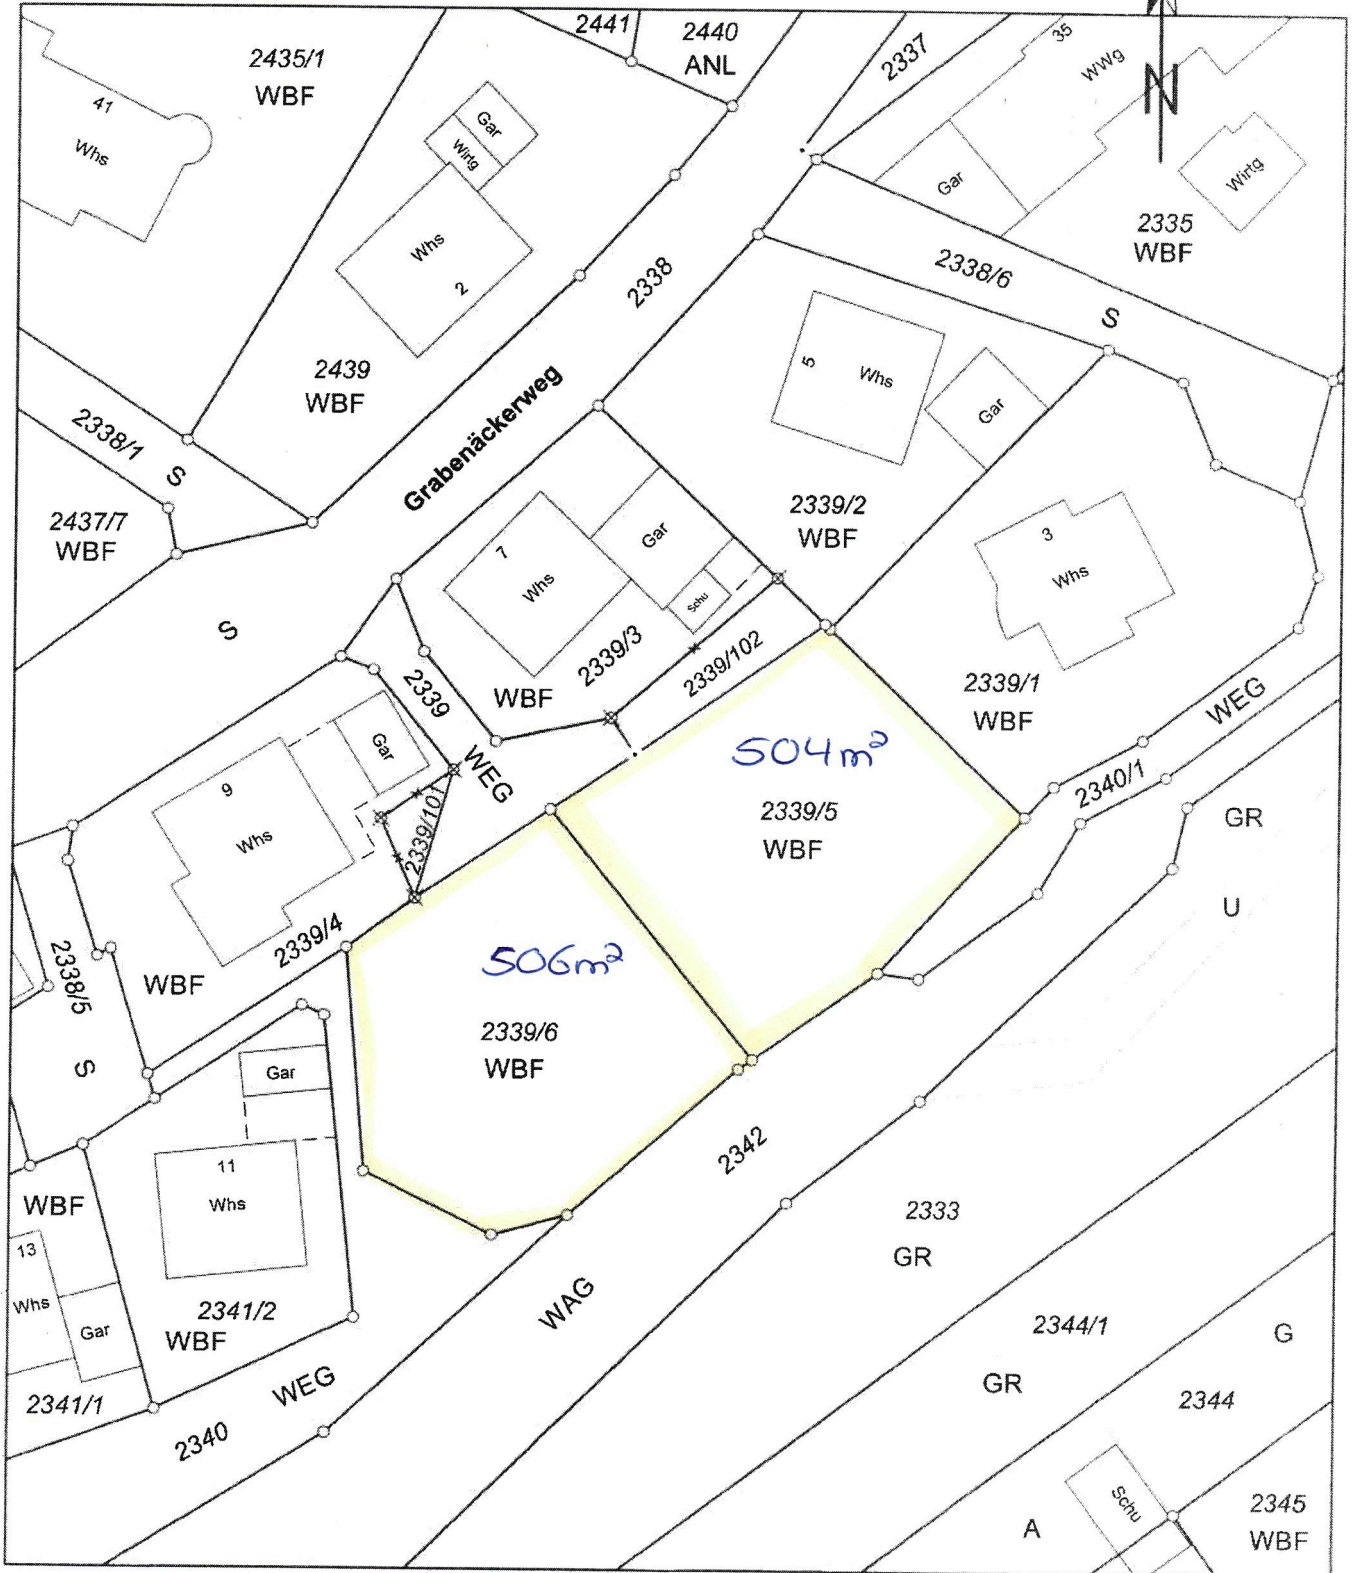 2441
2440
ANL
2337
35
WWg
N
2435/1
WBF
41
Whs
Gar
Wirtg
Whs
2
2439
WBF
2338
Gar
Wirtg
2335
WBF
2338/6
S
2338/1
S
2437/7
WBF
Grabenäckerweg
5
Whs
Gar
2339/2
WBF
7
Whs
Gar
Schu
3
Whs
S
2339/3
2339/102
WBF
2339
WEG
2339/1
WBF
WEG
2340/1
GR
U
9
Whs
Gar
2339/101
504m²
2339/5
WBF
2339/4
WBF
2338/5
S
506m²
2339/6
WBF
Gar
11
Whs
2341/2
WBF
WBF
13
Whs
Gar
2341/1
2340
WEG
WAG
2342
2333
GR
2344/1
GR
G
2344
Schu
A
2345
WBF